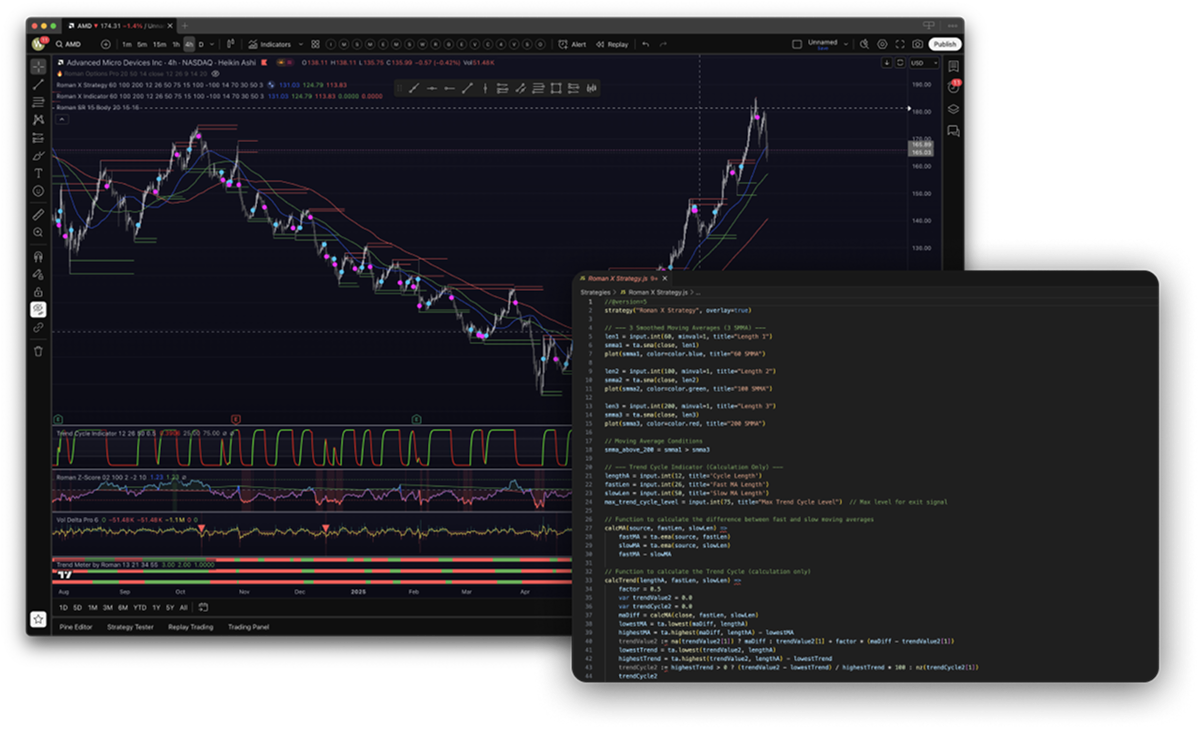 AMD ▼ 174.31 −1.4% / Unna
AMD
1m 5m 15m 1h 4h D
Indicators
Alert
Replay
Unnamed
Save
Publish
Advanced Micro Devices Inc · 4h · NASDAQ · Heikin Ashi
O136.11 H138.11 L135.75 C135.99 −0.57 (−0.42%) Vol51.48K
USD
Roman Options Pro 20 50 14 close 12 26 9 14 20
Roman X Strategy 60 100 200 12 26 50 75 15 100 -100 14 70 30 50 3 131.03 124.79 113.83
Roman X Indicator 60 100 200 12 26 50 75 15 100 -100 14 70 30 50 3 131.03 124.79 113.83 0.0000 0.0000
Roman SR 15 Body 20 15-15
190.00
180.00
170.00
165.99
165.03
160.00
150.00
140.00
130.00
Trend Cycle Indicator 12 26 50 0.5
25.00 75.00
Roman Z-Score 02 100 2 -2 10 1.23 1.23
Vol Delta Pro 6 0 −51.48K −51.48K −1.1M 0 0
Trend Meter by Roman 13 21 34 55 3.00 2.00 1.0000
Aug Sep Oct Nov Dec 2025 Feb Mar Apr
1D 5D 1M 3M 6M YTD 1Y 5Y All
Pine Editor Strategy Tester Replay Trading Trading Panel
JS Roman X Strategy.js 9+ ×
Strategies > JS Roman X Strategy.js > ...
1 //@version=5
2 strategy("Roman X Strategy", overlay=true)
3
4 // --- 3 Smoothed Moving Averages (3 SMMA) ---
5 len1 = input.int(60, minval=1, title="Length 1")
6 smma1 = ta.sma(close, len1)
7 plot(smma1, color=color.blue, title="60 SMMA")
8
9 len2 = input.int(100, minval=1, title="Length 2")
10 smma2 = ta.sma(close, len2)
11 plot(smma2, color=color.green, title="100 SMMA")
12
13 len3 = input.int(200, minval=1, title="Length 3")
14 smma3 = ta.sma(close, len3)
15 plot(smma3, color=color.red, title="200 SMMA")
16
17 // Moving Average Conditions
18 smma_above_200 = smma1 > smma3
19
20 // --- Trend Cycle Indicator (Calculation Only) ---
21 lengthA = input.int(12, title='Cycle Length')
22 fastLen = input.int(26, title='Fast MA Length')
23 slowLen = input.int(50, title='Slow MA Length')
24 max_trend_cycle_level = input.int(75, title="Max Trend Cycle Level") // Max level for exit signal
25
26 // Function to calculate the difference between fast and slow moving averages
27 calcMA(source, fastLen, slowLen) =>
28 fastMA = ta.ema(source, fastLen)
29 slowMA = ta.ema(source, slowLen)
30 fastMA - slowMA
31
32 // Function to calculate the Trend Cycle (calculation only)
33 calcTrend(lengthA, fastLen, slowLen) =>
34 factor = 0.5
35 var trendValue2 = 0.0
36 var trendCycle2 = 0.0
37 maDiff = calcMA(close, fastLen, slowLen)
38 lowestMA = ta.lowest(maDiff, lengthA)
39 highestMA = ta.highest(maDiff, lengthA) - lowestMA
40 trendValue2 := na(trendValue2[1]) ? maDiff : trendValue2[1] + factor * (maDiff - trendValue2[1])
41 lowestTrend = ta.lowest(trendValue2, lengthA)
42 highestTrend = ta.highest(trendValue2, lengthA) - lowestTrend
43 trendCycle2 := highestTrend > 0 ? (trendValue2 - lowestTrend) / highestTrend * 100 : nz(trendCycle2[1])
44 trendCycle2